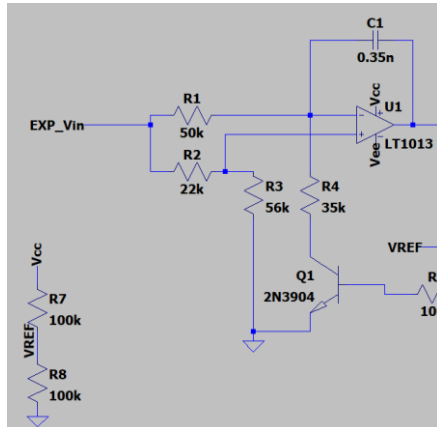 C1
0.35n
R1
50k
Vcc
U1
EXP_Vin
Vee
LT1013
R2
22k
R3
56k
R4
35k
VREF
Vcc
Q1
2N3904
R7
100k
VREF
R8
100k